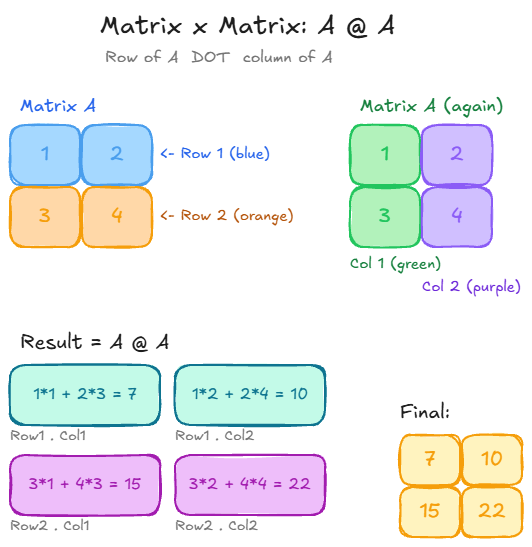 Matrix x Matrix: A @ A
Row of A DOT column of A
Matrix A
1 2 <- Row 1 (blue)
3 4 <- Row 2 (orange)
Matrix A (again)
1 2
3 4
Col 1 (green)
Col 2 (purple)
Result = A @ A
1*1 + 2*3 = 7 1*2 + 2*4 = 10
Row1 . Col1 Row1 . Col2
3*1 + 4*3 = 15 3*2 + 4*4 = 22
Row2 . Col1 Row2 . Col2
Final:
7 10
15 22